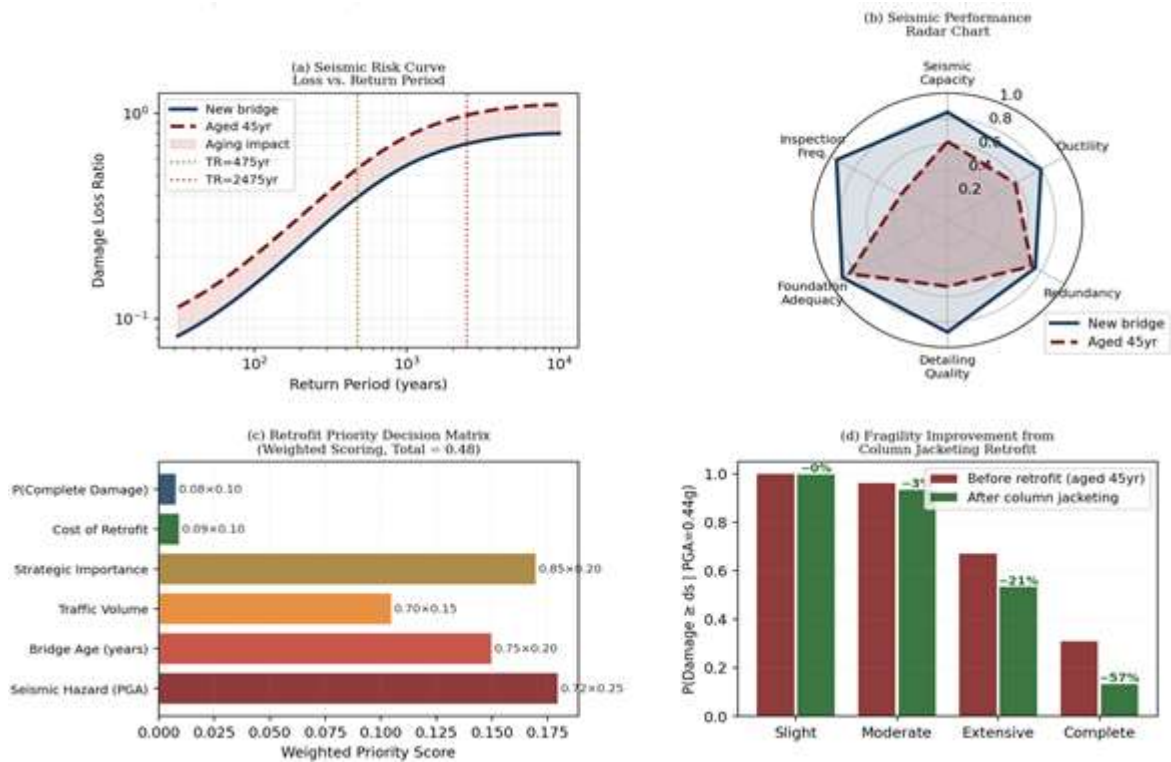 (a) Seismic Risk Curve
Loss vs. Return Period
New bridge
Aged 45yr
Aging impact
TR=475yr
TR=2475yr
10⁰
10⁻¹
Damage Loss Ratio
10²
10³
10⁴
Return Period (years)
(b) Seismic Performance
Radar Chart
Seismic
Capacity
1.0
0.8
0.6
0.4
0.2
Inspection
Freq.
Ductility
Foundation
Adequacy
Redundancy
Detailing
Quality
New bridge
Aged 45yr
(c) Retrofit Priority Decision Matrix
(Weighted Scoring, Total = 0.48)
P(Complete Damage)
0.08×0.10
Cost of Retrofit
0.09×0.10
Strategic Importance
0.85×0.20
Traffic Volume
0.70×0.15
Bridge Age (years)
0.75×0.20
Seismic Hazard (PGA)
0.72×0.25
0.000 0.025 0.050 0.075 0.100 0.125 0.150 0.175
Weighted Priority Score
(d) Fragility Improvement from
Column Jacketing Retrofit
Before retrofit (aged 45yr)
After column jacketing
P(Damage ≥ ds | PGA=0.44g)
1.0
0.8
0.6
0.4
0.2
0.0
−0%
−3%
−21%
−57%
Slight Moderate Extensive Complete